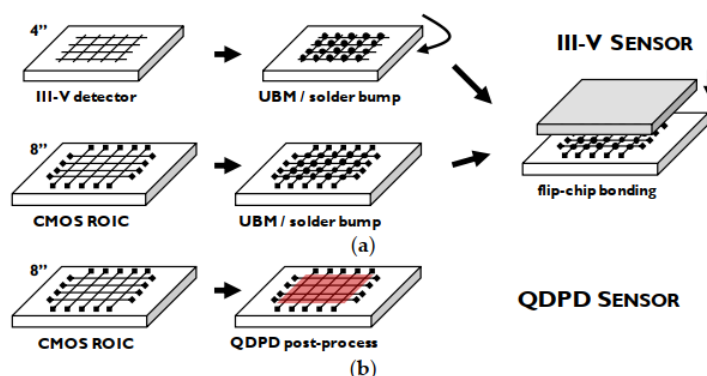 4”
III-V detector
UBM / solder bump
III-V SENSOR
8”
CMOS ROIC
UBM / solder bump
flip-chip bonding
(a)
8”
CMOS ROIC
QDPD post-process
QDPD SENSOR
(b)